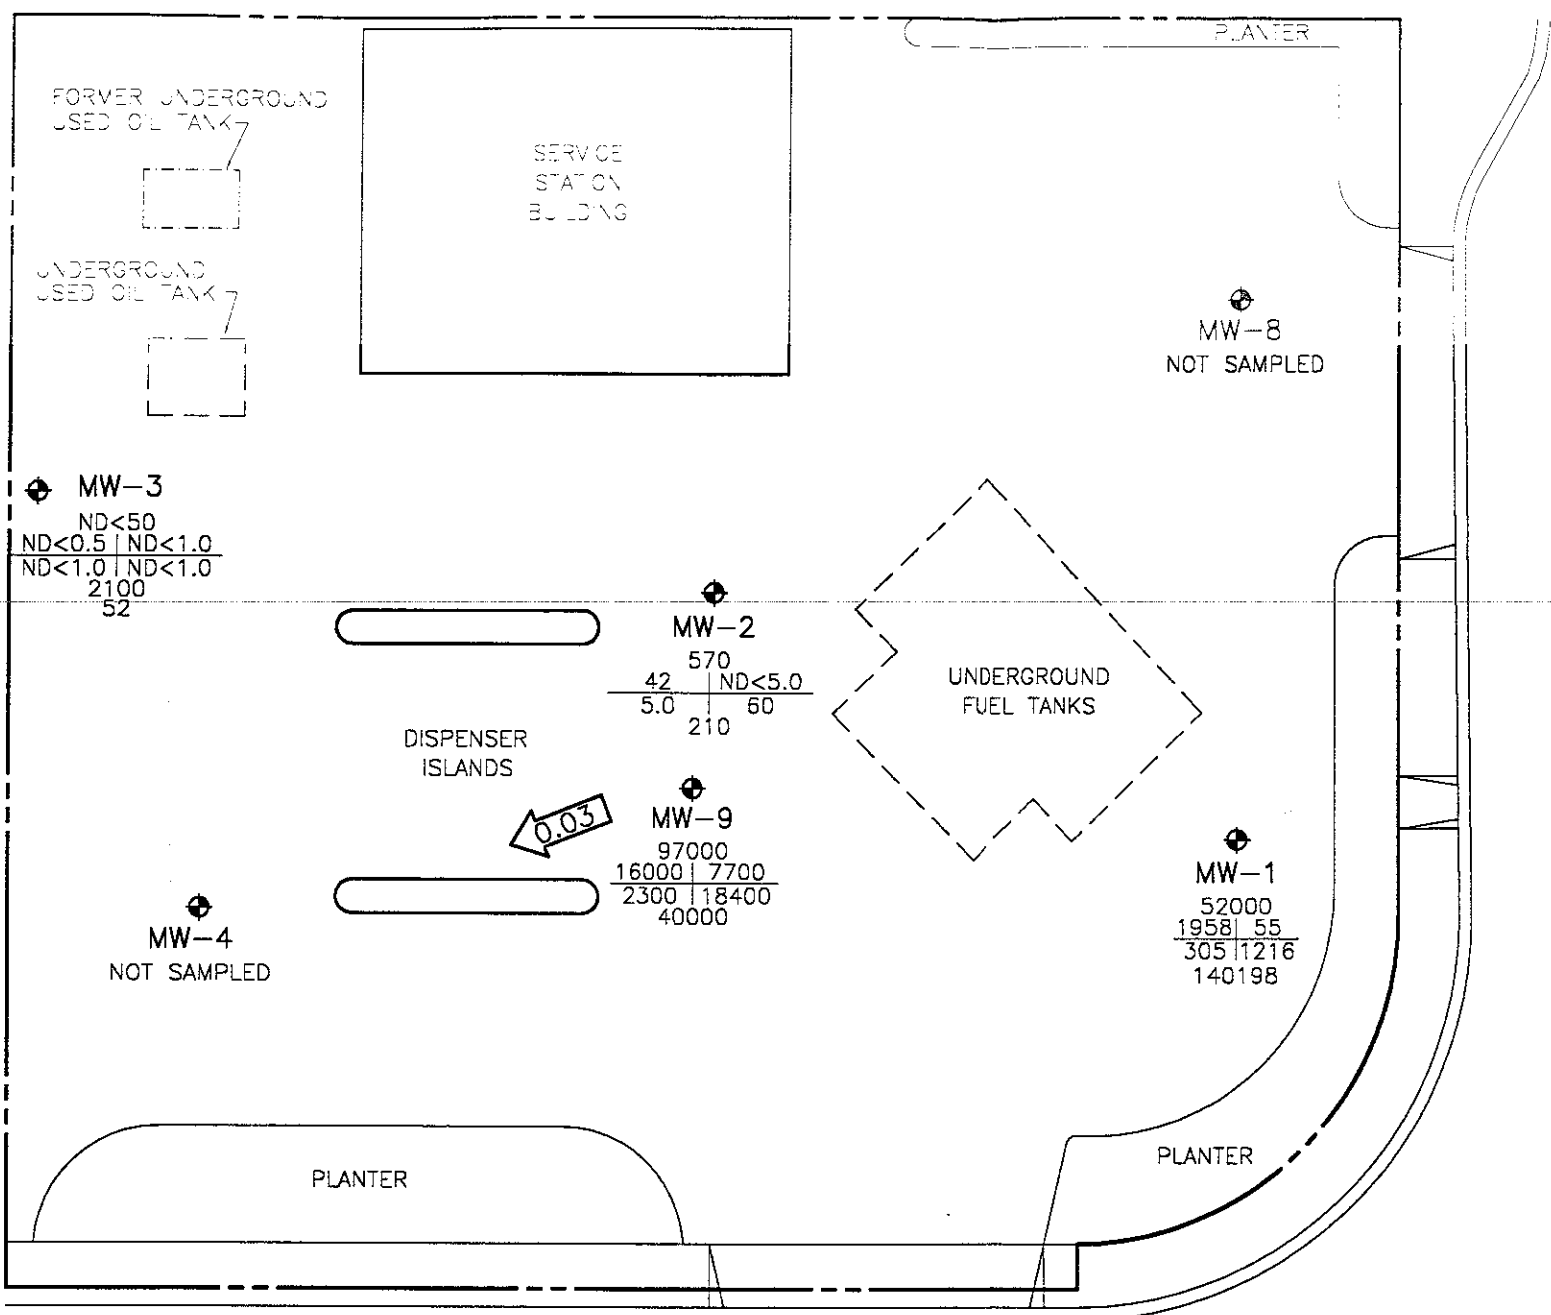 PLANTER
FORMER UNDERGROUND
USED OIL TANK
SERVICE
STATION
BUILDING
UNDERGROUND
USED OIL TANK
MW-8
NOT SAMPLED
MW-3
ND<50
ND<0.5 | ND<1.0
ND<1.0 | ND<1.0
2100
52
MW-2
570
42 | ND<5.0
5.0 | 60
210
UNDERGROUND
FUEL TANKS
DISPENSER
ISLANDS
0.03
MW-9
97000
16000 | 7700
2300 | 18400
40000
MW-1
52000
1958 | 55
305 | 1216
140198
MW-4
NOT SAMPLED
PLANTER
PLANTER